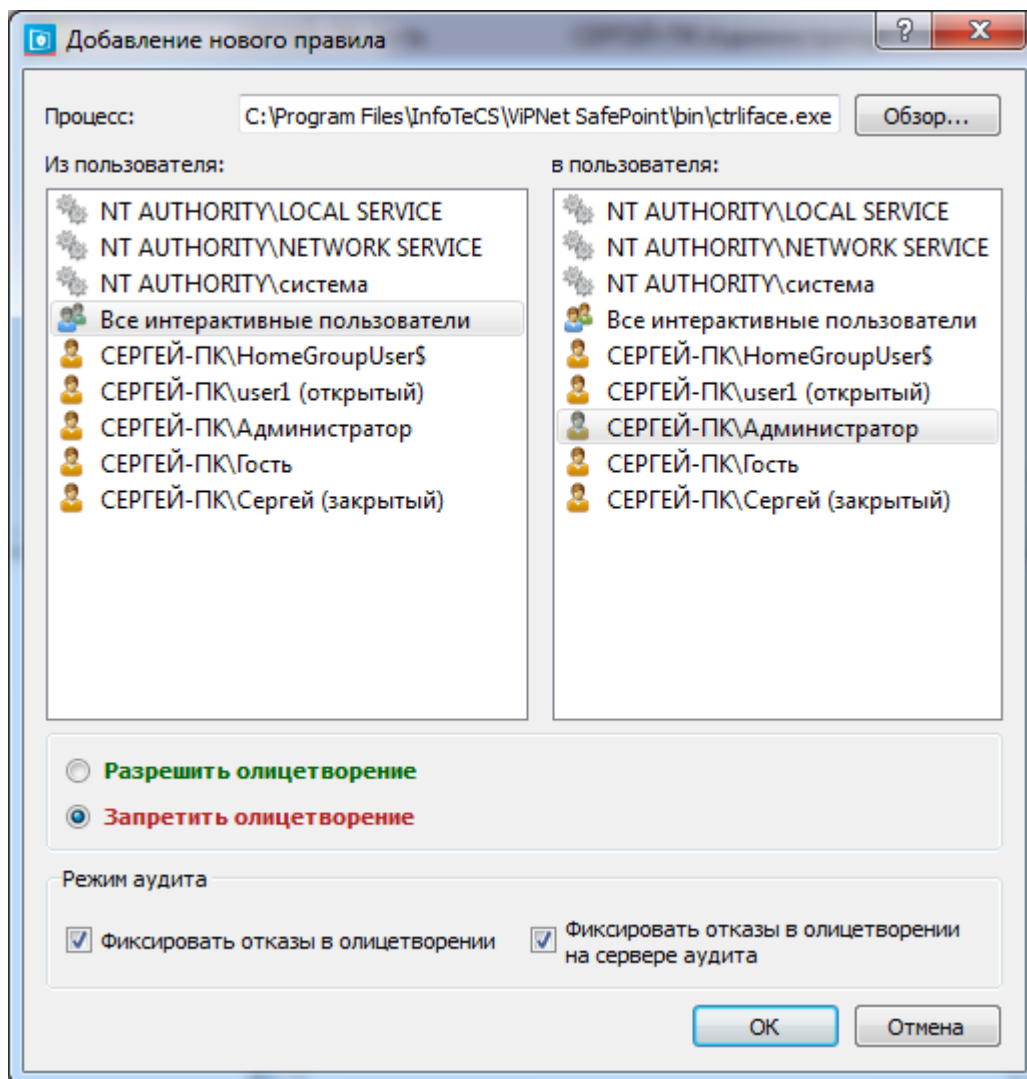 Добавление нового правила
Процесс: C:\Program Files\InfoTeCS\ViPNet SafePoint\bin\ctrliface.exe Обзор...
Из пользователя: в пользователя:
NT AUTHORITY\LOCAL SERVICE
NT AUTHORITY\NETWORK SERVICE
NT AUTHORITY\система
Все интерактивные пользователи
СЕРГЕЙ-ПК\HomeGroupUser$
СЕРГЕЙ-ПК\user1 (открытый)
СЕРГЕЙ-ПК\Администратор
СЕРГЕЙ-ПК\Гость
СЕРГЕЙ-ПК\Сергей (закрытый)
NT AUTHORITY\LOCAL SERVICE
NT AUTHORITY\NETWORK SERVICE
NT AUTHORITY\система
Все интерактивные пользователи
СЕРГЕЙ-ПК\HomeGroupUser$
СЕРГЕЙ-ПК\user1 (открытый)
СЕРГЕЙ-ПК\Администратор
СЕРГЕЙ-ПК\Гость
СЕРГЕЙ-ПК\Сергей (закрытый)
Разрешить олицетворение
Запретить олицетворение
Режим аудита
Фиксировать отказы в олицетворении
Фиксировать отказы в олицетворении
на сервере аудита
ОК Отмена